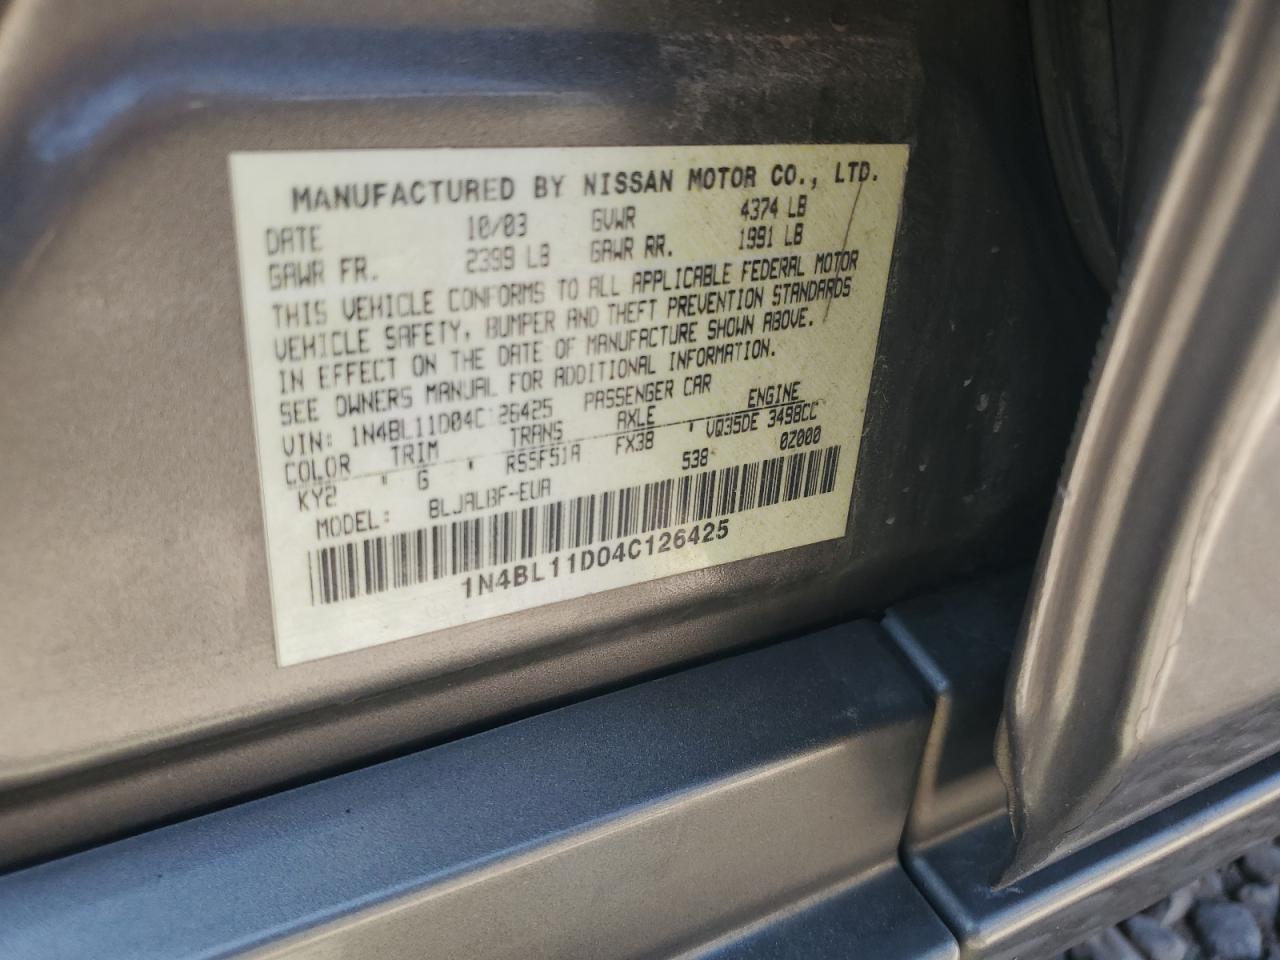 MANUFACTURED BY NISSAN MOTOR CO., LTD.
DATE 10/03 GVWR 4374 LB
GAWR FR. 2399 LB GAWR RR. 1991 LB
THIS VEHICLE CONFORMS TO ALL APPLICABLE FEDERAL MOTOR
VEHICLE SAFETY, BUMPER AND THEFT PREVENTION STANDARDS
IN EFFECT ON THE DATE OF MANUFACTURE SHOWN ABOVE.
SEE OWNERS MANUAL FOR ADDITIONAL INFORMATION.
VIN: 1N4BL11D04C126425 PASSENGER CAR
COLOR TRIM TRANS AXLE ENGINE
KY2 G RS5F51A FX38 VQ35DE 3498CC
MODEL: BLJALBF-EUA 538 0Z000
1N4BL11D04C126425